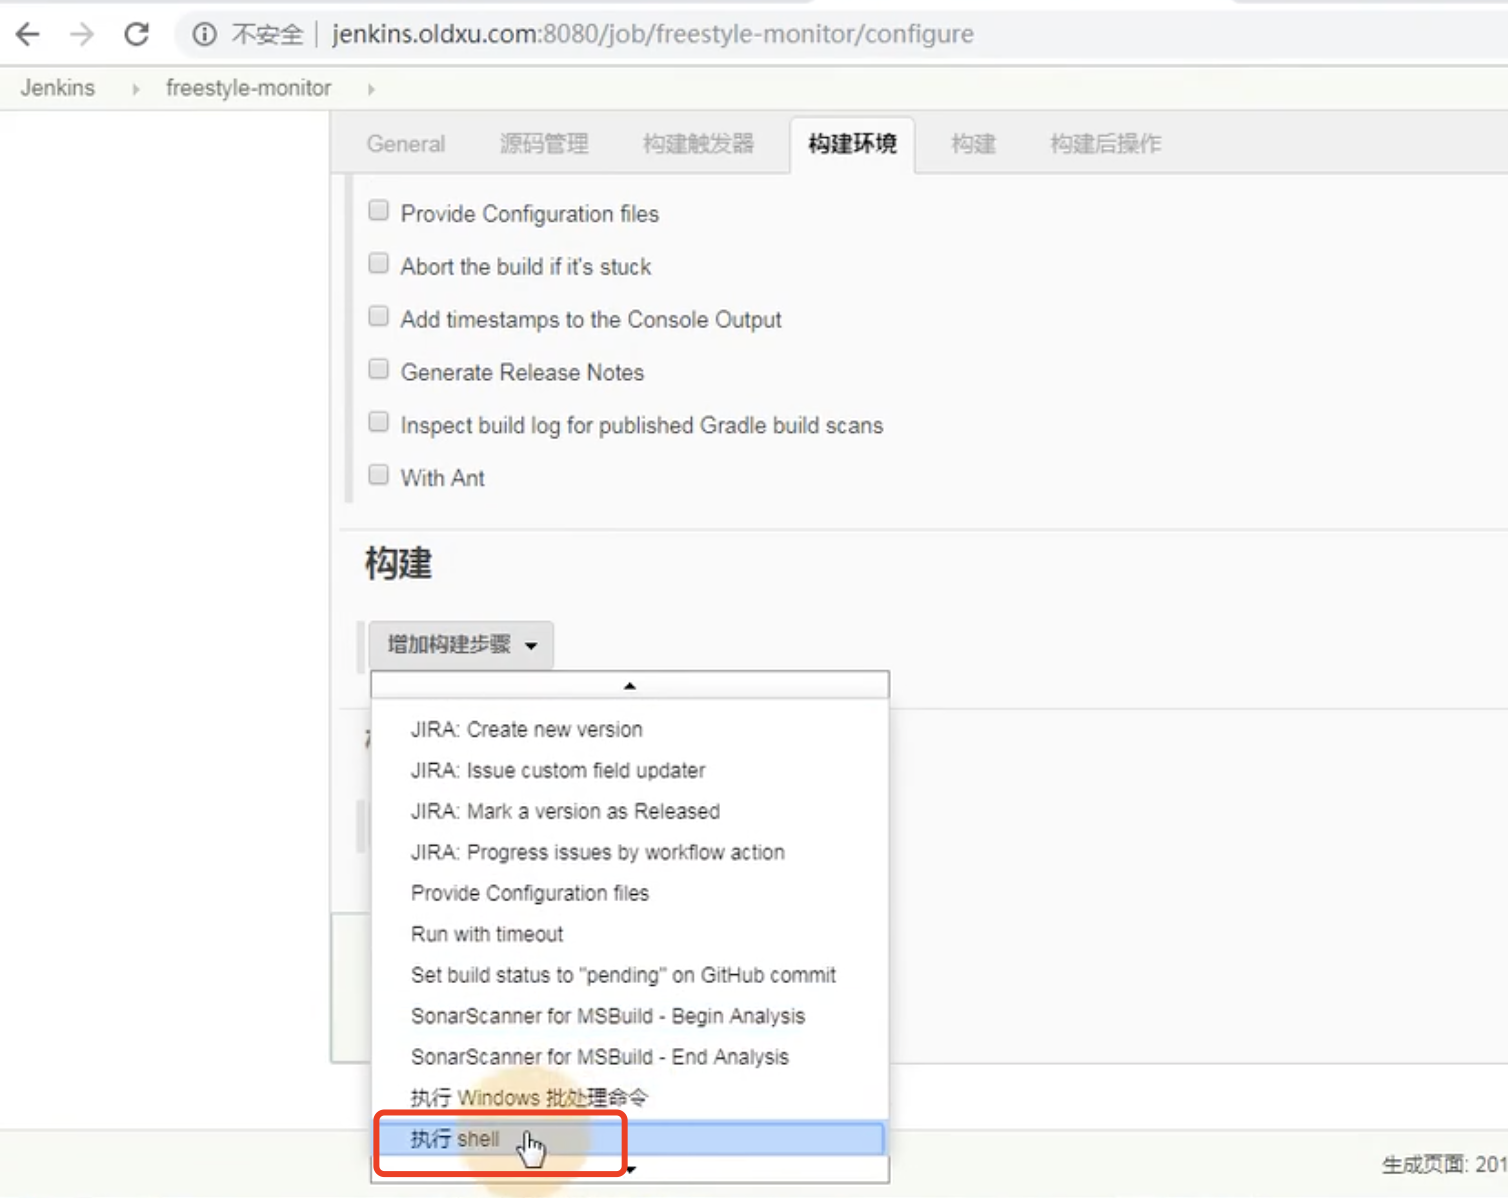 不安全 | jenkins.oldxu.com:8080/job/freestyle-monitor/configure
Jenkins freestyle-monitor
General 源码管理 构建触发器 构建环境 构建 构建后操作
Provide Configuration files
Abort the build if it's stuck
Add timestamps to the Console Output
Generate Release Notes
Inspect build log for published Gradle build scans
With Ant
构建
增加构建步骤
JIRA: Create new version
JIRA: Issue custom field updater
JIRA: Mark a version as Released
JIRA: Progress issues by workflow action
Provide Configuration files
Run with timeout
Set build status to "pending" on GitHub commit
SonarScanner for MSBuild - Begin Analysis
SonarScanner for MSBuild - End Analysis
执行 Windows 批处理命令
执行 shell
生成页面: 201